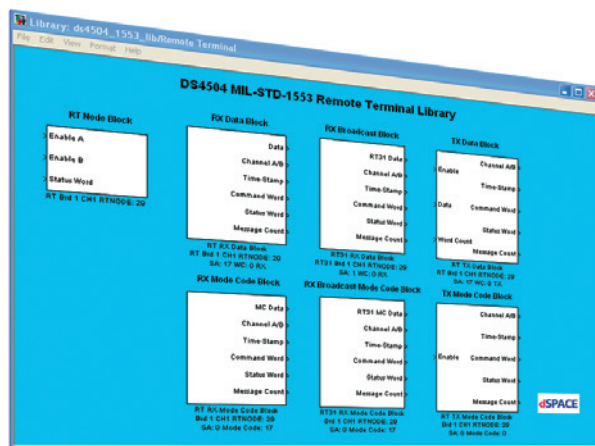 Library: ds4504_1553_lib/Remote Terminal
File Edit View Format Help
DS4504 MIL-STD-1553 Remote Terminal Library
RT Node Block
Enable A
Enable B
Status Word
RT Brd 1 CH1 RTNODE: 29
RX Data Block
Data
Channel A/B
Time-Stamp
Command Word
Status Word
Message Count
RT RX Data Block
RT Brd 1 CH1 RTNODE: 29
SA: 17 WC: 0 RX
RX Broadcast Block
RT31 Data
Channel A/B
Time-Stamp
Command Word
Status Word
Message Count
RT31 RX Data Block
RT31 Brd 1 CH1 RTNODE: 29
SA: 1 WC: 0 RX
TX Data Block
Enable
Data
Word Count
Channel A/B
Time-Stamp
Command Word
Status Word
Message Count
RT TX Data Block
RT Brd 1 CH1 RTNODE: 29
SA: 17 WC: 0 TX
RX Mode Code Block
MC Data
Channel A/B
Time-Stamp
Command Word
Status Word
Message Count
RT RX Mode Code Block
Brd 1 CH1 RTNODE: 29
SA: 0 Mode Code: 17
RX Broadcast Mode Code Block
RT31 MC Data
Channel A/B
Time-Stamp
Command Word
Status Word
Message Count
RT31 RX Mode Code Block
Brd 1 CH1 RTNODE: 29
SA: 0 Mode Code: 17
TX Mode Code Block
Enable
Channel A/B
Time-Stamp
Command Word
Status Word
Message Count
RT TX Mode Code Block
Brd 1 CH1 RTNODE: 29
SA: 0 Mode Code: 0
dSPACE